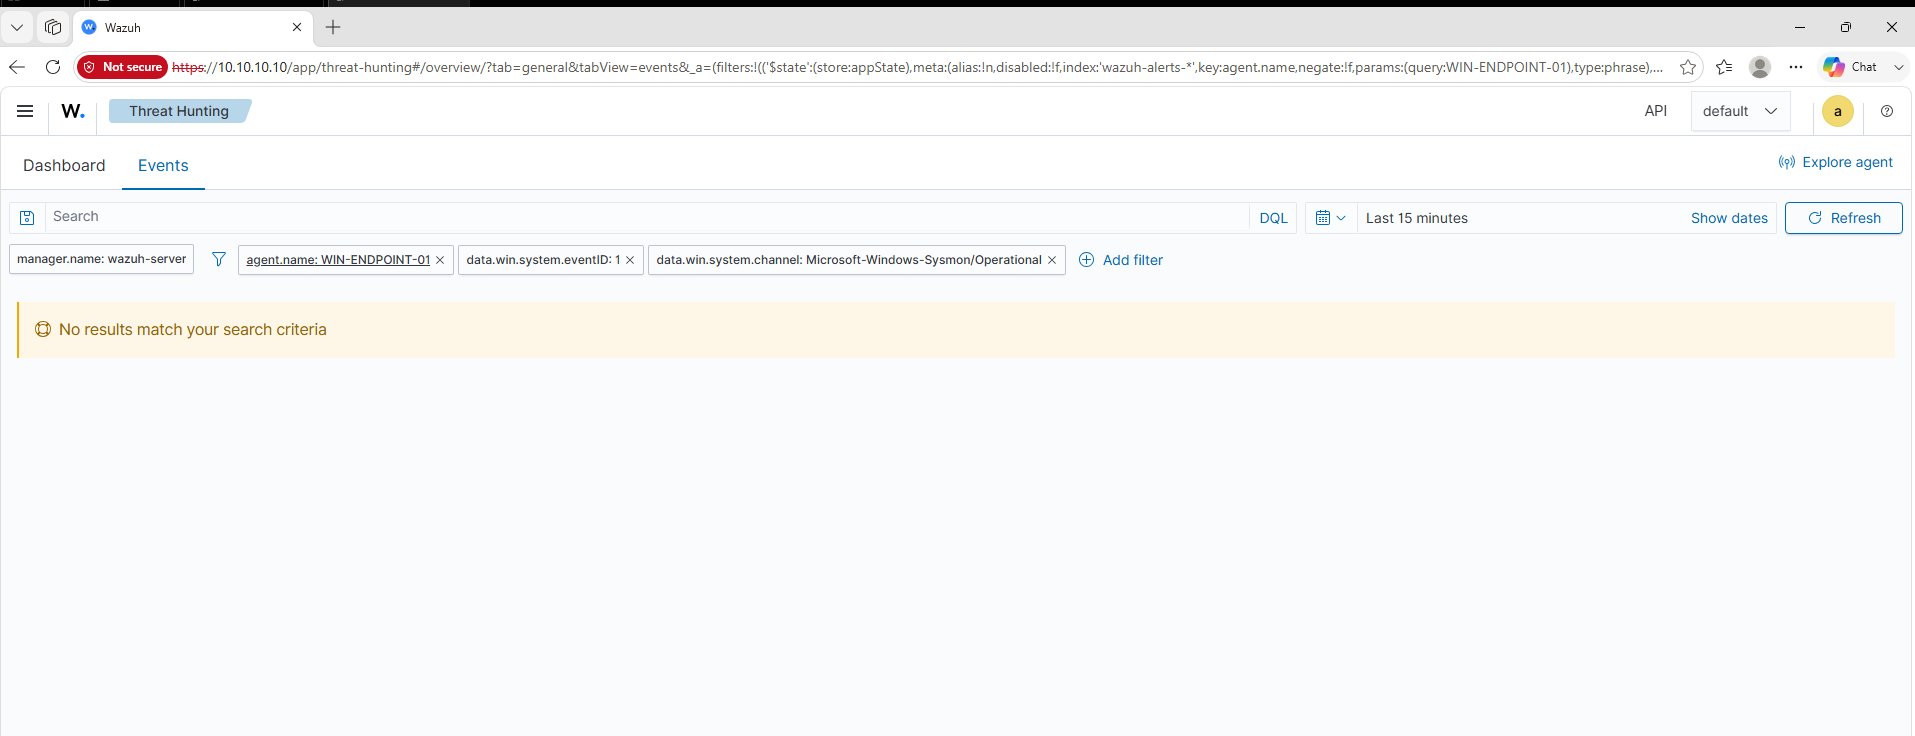 Wazuh
Not secure https://10.10.10.10/app/threat-hunting#/overview/?tab=general&tabView=events&_a=(filters:!(('$state':(store:appState),meta:(alias:!n,disabled:!f,index:'wazuh-alerts-*',key:agent.name,negate:!f,params:(query:WIN-ENDPOINT-01),type:phrase),... Chat
W. Threat Hunting API default a
Dashboard Events Explore agent
Search DQL Last 15 minutes Show dates Refresh
manager.name: wazuh-server agent.name: WIN-ENDPOINT-01 data.win.system.eventID: 1 data.win.system.channel: Microsoft-Windows-Sysmon/Operational Add filter
No results match your search criteria